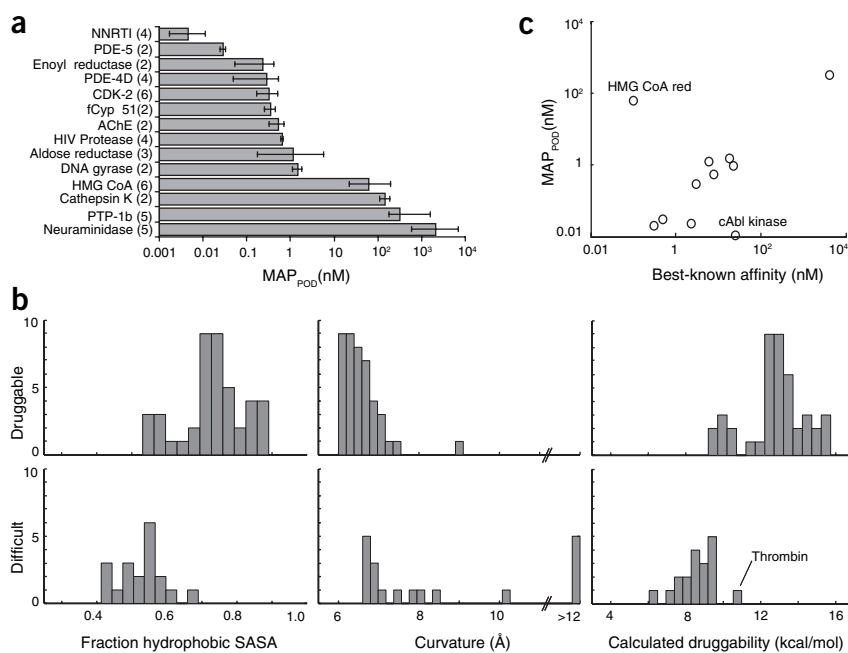 a
NNRTI (4)
PDE-5 (2)
Enoyl reductase (2)
PDE-4D (4)
CDK-2 (6)
fCyp 51(2)
AChE (2)
HIV Protease (4)
Aldose reductase (3)
DNA gyrase (2)
HMG CoA (6)
Cathepsin K (2)
PTP-1b (5)
Neuraminidase (5)
0.001 0.01 0.1 1 10 10² 10³ 10⁴
MAP_POD(nM)
c
10⁴
10²
1
0.01
MAP_POD(nM)
HMG CoA red
cAbl kinase
0.01 1 10² 10⁴
Best-known affinity (nM)
b
Druggable
10
5
0
Difficult
10
5
0
Thrombin
0.4 0.6 0.8 1.0
Fraction hydrophobic SASA
6 8 10 >12
Curvature (Å)
4 8 12 16
Calculated druggability (kcal/mol)